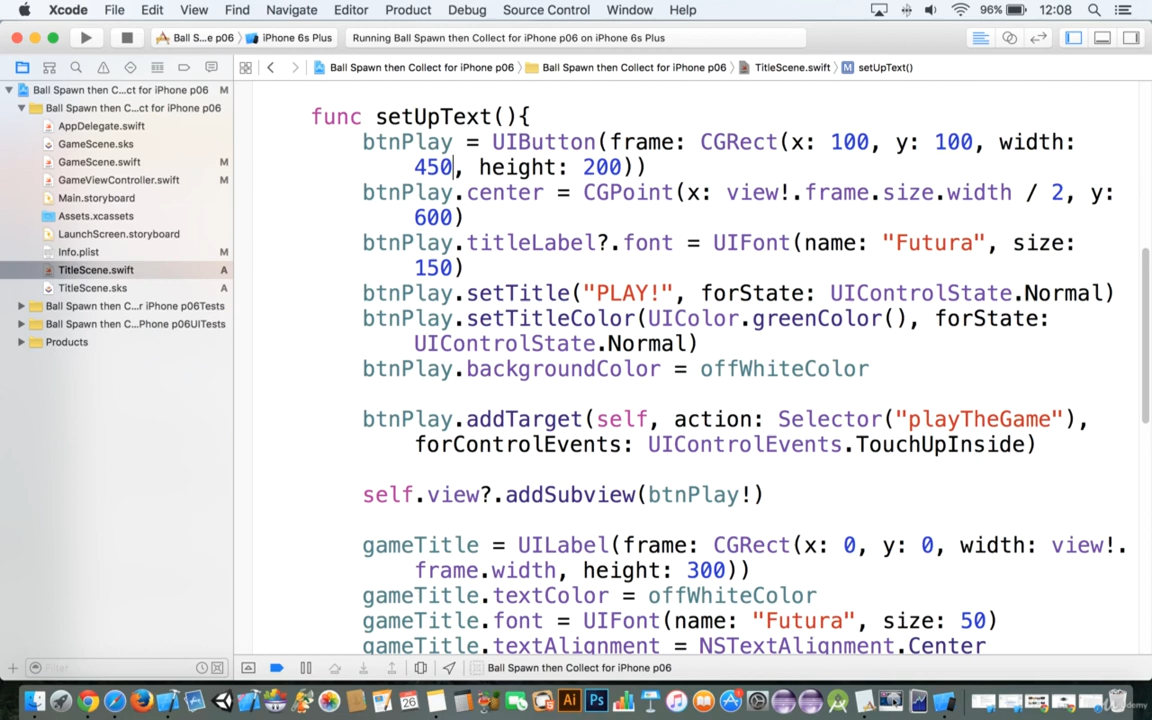 Xcode File Edit View Find Navigate Editor Product Debug Source Control Window Help 96% 12:08
Ball S...e p06 iPhone 6s Plus Running Ball Spawn then Collect for iPhone p06 on iPhone 6s Plus
Ball Spawn then Collect for iPhone p06 Ball Spawn then Collect for iPhone p06 TitleScene.swift M setUpText()
Ball Spawn then C...ct for iPhone p06 M
Ball Spawn then C...ct for iPhone p06
AppDelegate.swift
GameScene.sks
GameScene.swift M
GameViewController.swift M
Main.storyboard
Assets.xcassets
LaunchScreen.storyboard
Info.plist M
TitleScene.swift A
TitleScene.sks A
Ball Spawn then C...r iPhone p06Tests
Ball Spawn then C...Phone p06UITests
Products
func setUpText(){
btnPlay = UIButton(frame: CGRect(x: 100, y: 100, width:
450, height: 200))
btnPlay.center = CGPoint(x: view!.frame.size.width / 2, y:
600)
btnPlay.titleLabel?.font = UIFont(name: "Futura", size:
150)
btnPlay.setTitle("PLAY!", forState: UIControlState.Normal)
btnPlay.setTitleColor(UIColor.greenColor(), forState:
UIControlState.Normal)
btnPlay.backgroundColor = offWhiteColor
btnPlay.addTarget(self, action: Selector("playTheGame"),
forControlEvents: UIControlEvents.TouchUpInside)
self.view?.addSubview(btnPlay!)
gameTitle = UILabel(frame: CGRect(x: 0, y: 0, width: view!.
frame.width, height: 300))
gameTitle.textColor = offWhiteColor
gameTitle.font = UIFont(name: "Futura", size: 50)
gameTitle.textAlignment = NSTextAlignment.Center
Filter
Ball Spawn then Collect for iPhone p06
26
Ai
Ps